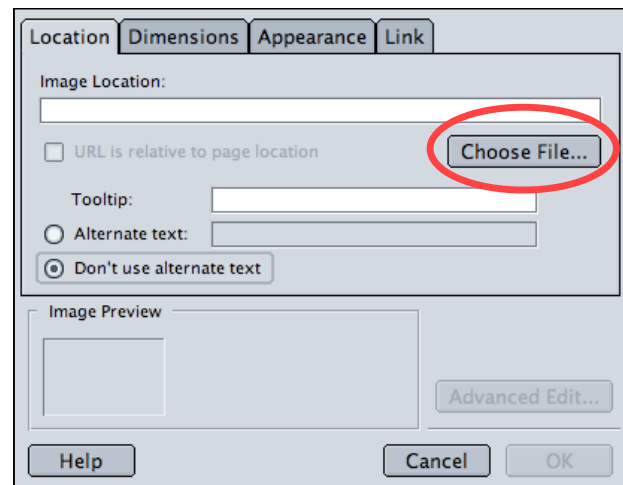 Location Dimensions Appearance Link
Image Location:
URL is relative to page location
Choose File...
Tooltip:
Alternate text:
Don't use alternate text
Image Preview
Advanced Edit...
Help Cancel OK